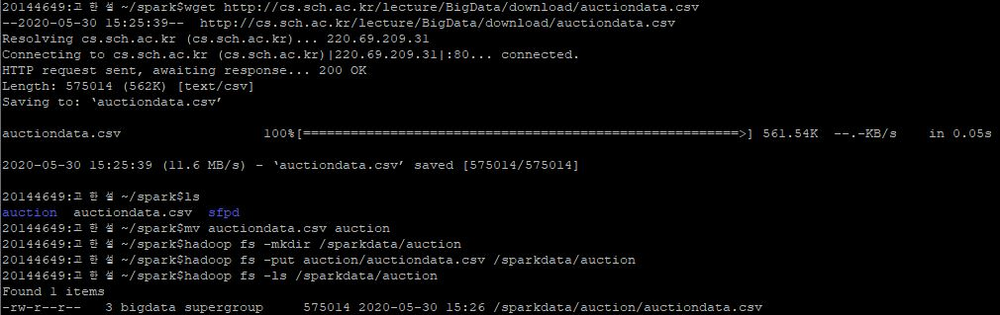 20144649:고 한 설 ~/spark$wget http://cs.sch.ac.kr/lecture/BigData/download/auctiondata.csv
--2020-05-30 15:25:39--  http://cs.sch.ac.kr/lecture/BigData/download/auctiondata.csv
Resolving cs.sch.ac.kr (cs.sch.ac.kr)... 220.69.209.31
Connecting to cs.sch.ac.kr (cs.sch.ac.kr)|220.69.209.31|:80... connected.
HTTP request sent, awaiting response... 200 OK
Length: 575014 (562K) [text/csv]
Saving to: ‘auctiondata.csv’
auctiondata.csv                  100%[========================================================>] 561.54K  --.-KB/s    in 0.05s
2020-05-30 15:25:39 (11.6 MB/s) - ‘auctiondata.csv’ saved [575014/575014]
20144649:고 한 설 ~/spark$ls
auction  auctiondata.csv  sfpd
20144649:고 한 설 ~/spark$mv auctiondata.csv auction
20144649:고 한 설 ~/spark$hadoop fs -mkdir /sparkdata/auction
20144649:고 한 설 ~/spark$hadoop fs -put auction/auctiondata.csv /sparkdata/auction
20144649:고 한 설 ~/spark$hadoop fs -ls /sparkdata/auction
Found 1 items
-rw-r--r--   3 bigdata supergroup     575014 2020-05-30 15:26 /sparkdata/auction/auctiondata.csv